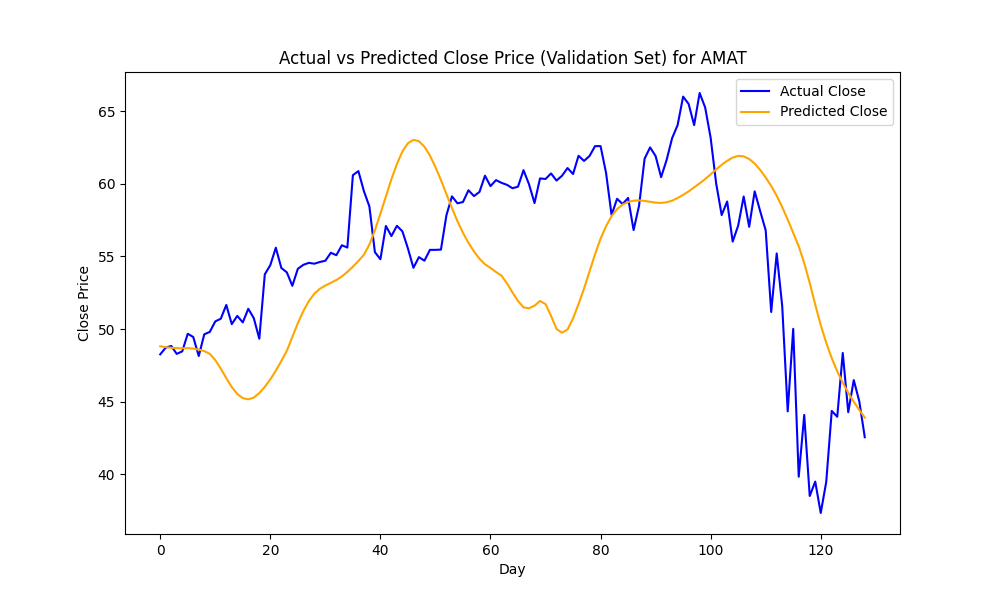 Actual vs Predicted Close Price (Validation Set) for AMAT
Actual Close
Predicted Close
Close Price
65
60
55
50
45
40
0 20 40 60 80 100 120
Day